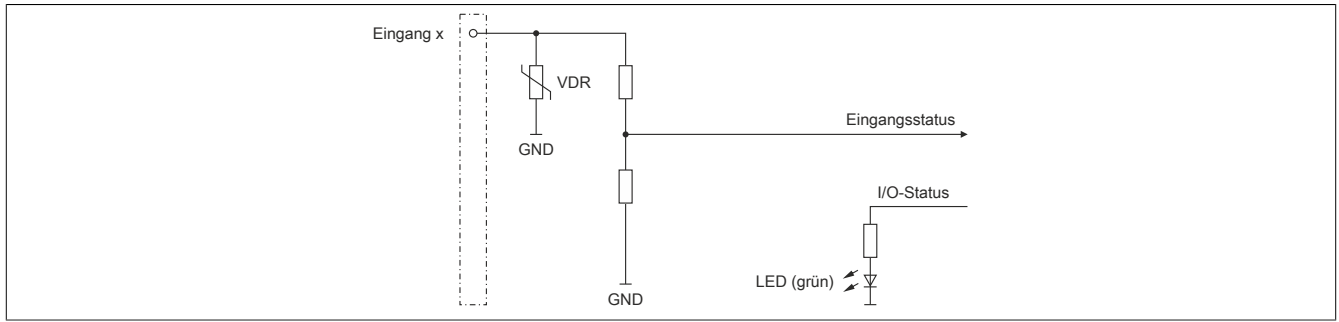 Eingang x
VDR
Eingangsstatus
GND
I/O-Status
LED (grün)
GND